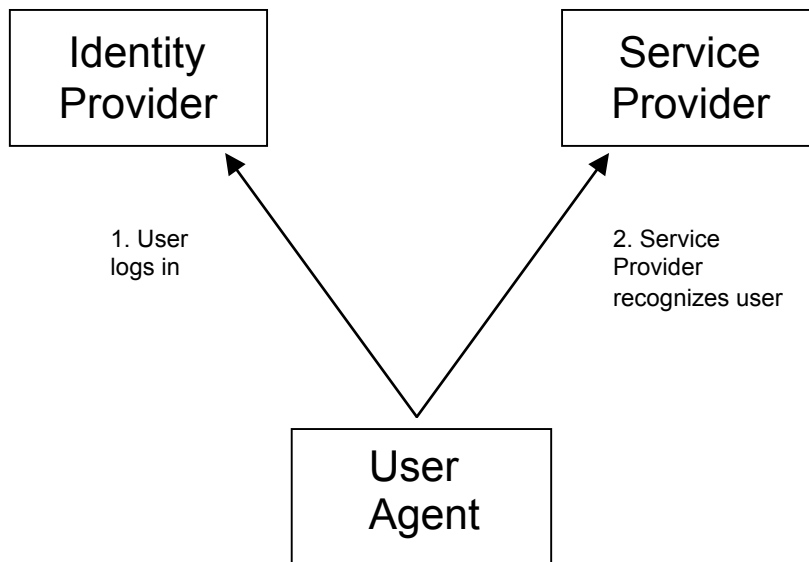 Identity
Provider
Service
Provider
1. User
logs in
2. Service
Provider
recognizes user
User
Agent